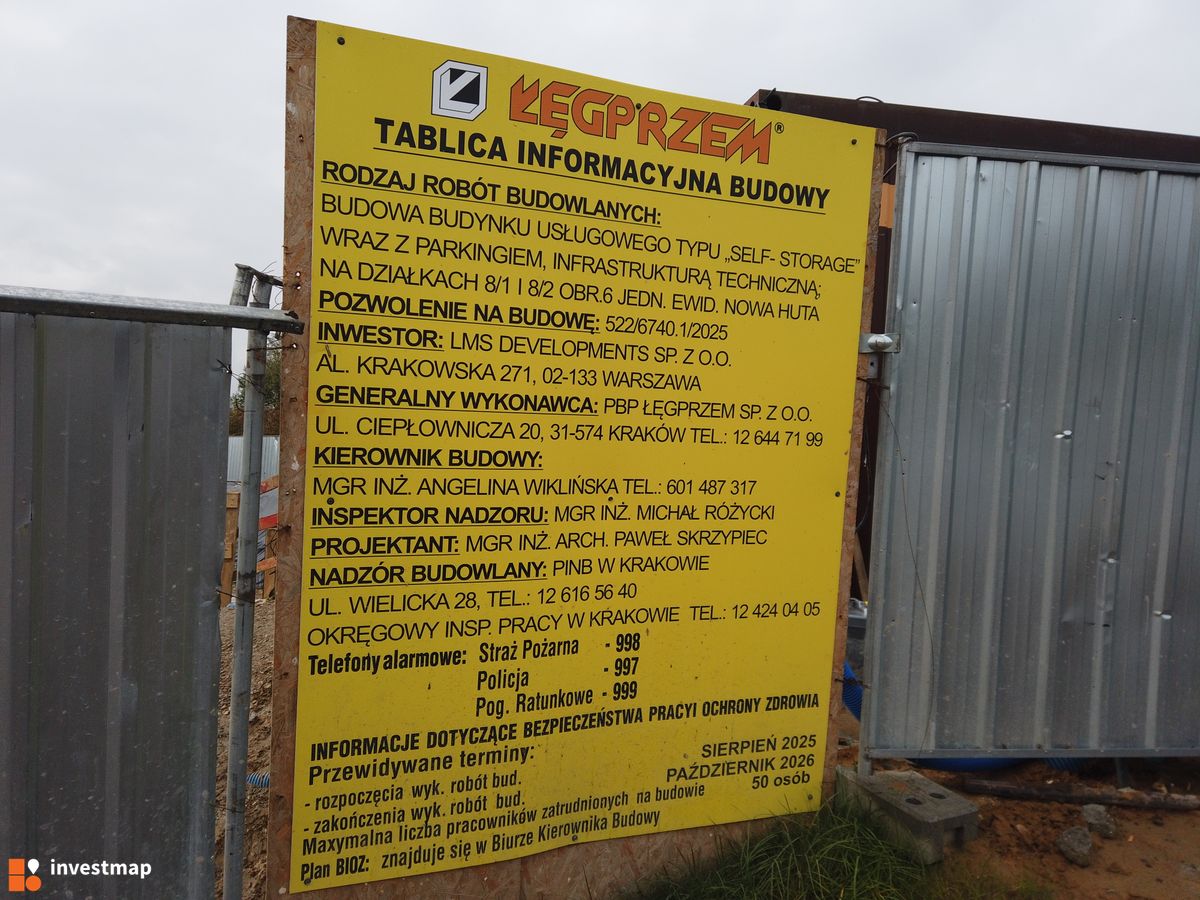 ŁĘGPRZEM®
TABLICA INFORMACYJNA BUDOWY
RODZAJ ROBÓT BUDOWLANYCH:
BUDOWA BUDYNKU USŁUGOWEGO TYPU „SELF- STORAGE”
WRAZ Z PARKINGIEM, INFRASTRUKTURĄ TECHNICZNĄ;
NA DZIAŁKACH 8/1 I 8/2 OBR.6 JEDN. EWID. NOWA HUTA
POZWOLENIE NA BUDOWĘ: 522/6740.1/2025
INWESTOR: LMS DEVELOPMENTS SP. Z O.O.
AL. KRAKOWSKA 271, 02-133 WARSZAWA
GENERALNY WYKONAWCA: PBP ŁĘGPRZEM SP. Z O.O.
UL. CIEPŁOWNICZA 20, 31-574 KRAKÓW TEL.: 12 644 71 99
KIEROWNIK BUDOWY:
MGR INŻ. ANGELINA WIKLIŃSKA TEL.: 601 487 317
INSPEKTOR NADZORU: MGR INŻ. MICHAŁ RÓŻYCKI
PROJEKTANT: MGR INŻ. ARCH. PAWEŁ SKRZYPIEC
NADZÓR BUDOWLANY: PINB W KRAKOWIE
UL. WIELICKA 28, TEL.: 12 616 56 40
OKRĘGOWY INSP. PRACY W KRAKOWIE TEL.: 12 424 04 05
Telefony alarmowe: Straż Pożarna - 998
Policja - 997
Pog. Ratunkowe - 999
INFORMACJE DOTYCZĄCE BEZPIECZEŃSTWA PRACYI OCHRONY ZDROWIA
Przewidywane terminy:
- rozpoczęcia wyk. robót bud. SIERPIEŃ 2025
- zakończenia wyk. robót bud. PAŹDZIERNIK 2026
Maxymalna liczba pracowników zatrudnionych na budowie 50 osób
Plan BIOZ: znajduje się w Biurze Kierownika Budowy
investmap